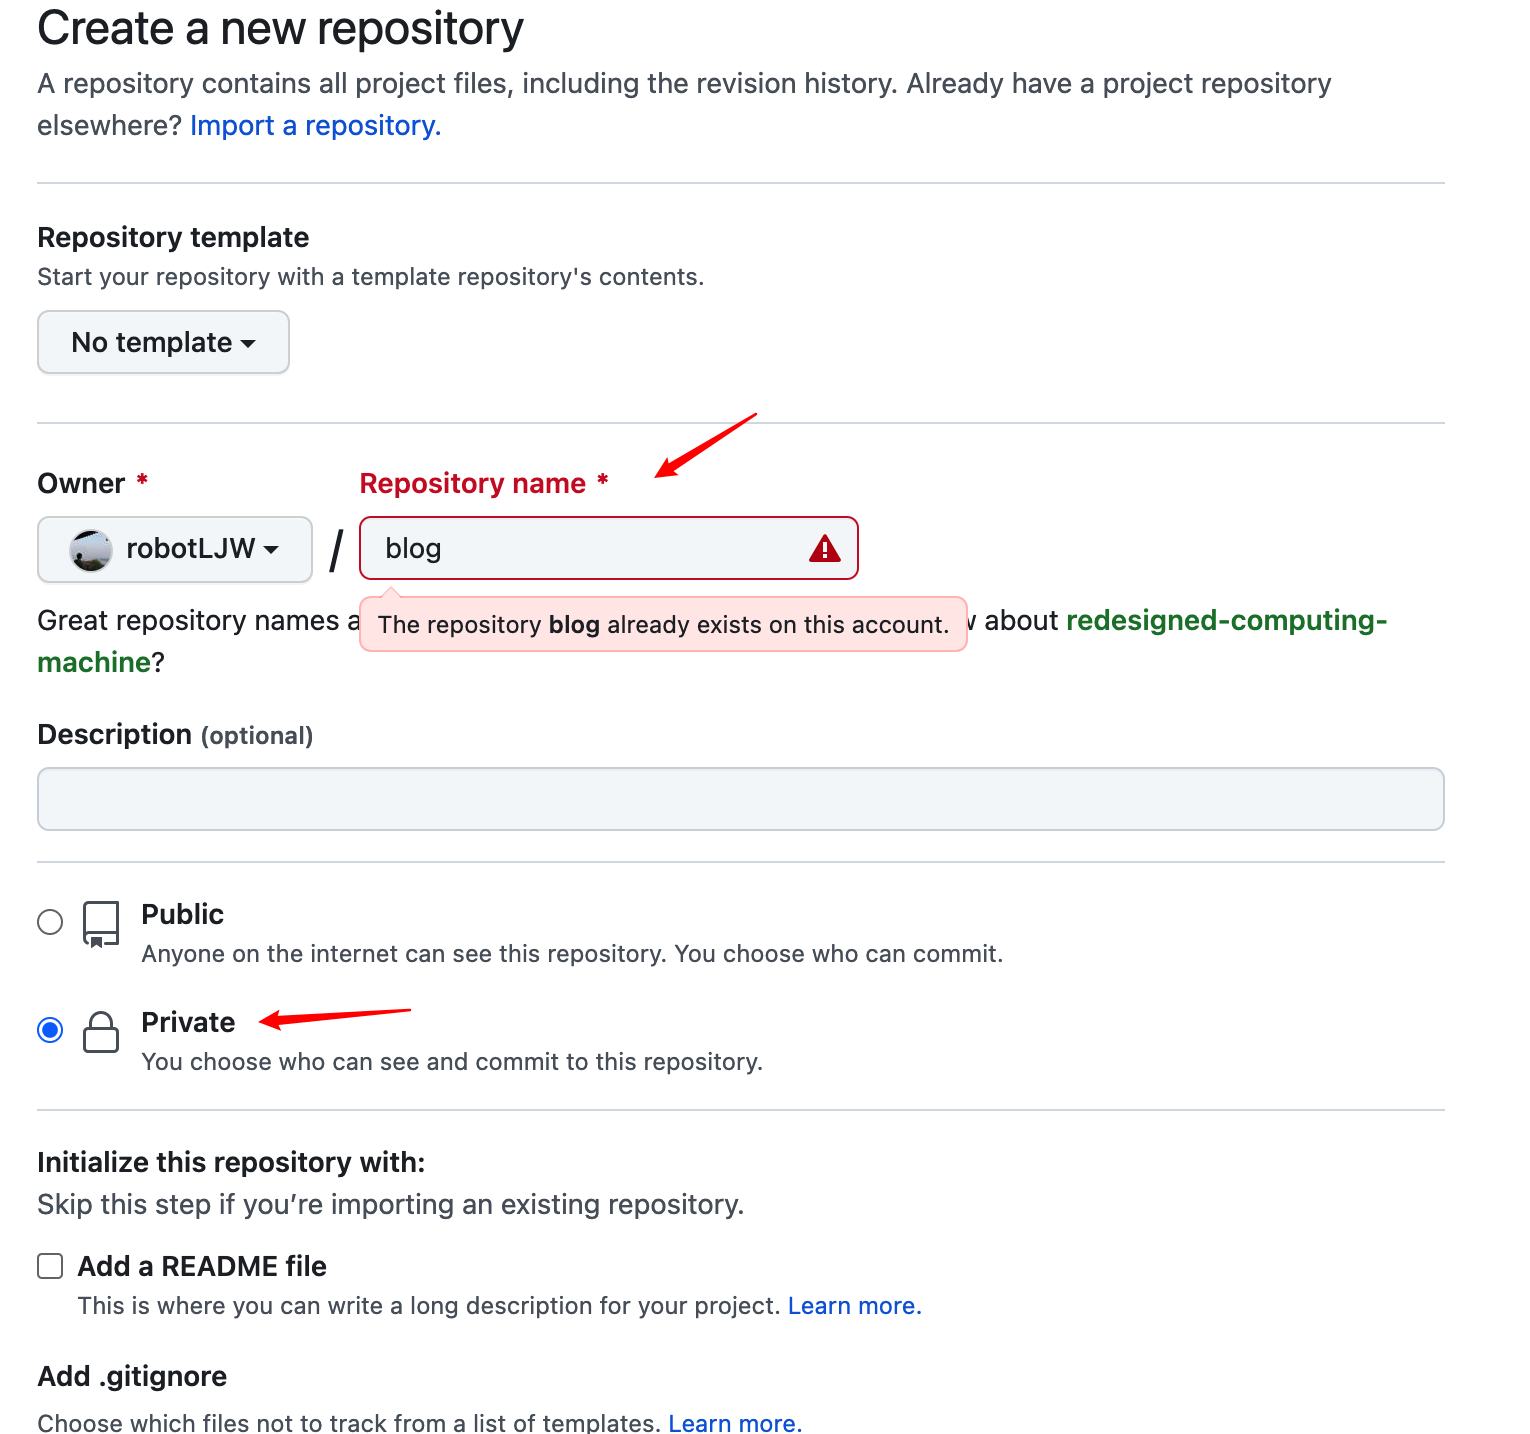 Create a new repository
A repository contains all project files, including the revision history. Already have a project repository
elsewhere? Import a repository.
Repository template
Start your repository with a template repository's contents.
No template
Owner * Repository name *
robotLJW / blog
Great repository names The repository blog already exists on this account. about redesigned-computing-
machine?
Description (optional)
Public
Anyone on the internet can see this repository. You choose who can commit.
Private
You choose who can see and commit to this repository.
Initialize this repository with:
Skip this step if you’re importing an existing repository.
Add a README file
This is where you can write a long description for your project. Learn more.
Add .gitignore
Choose which files not to track from a list of templates. Learn more.